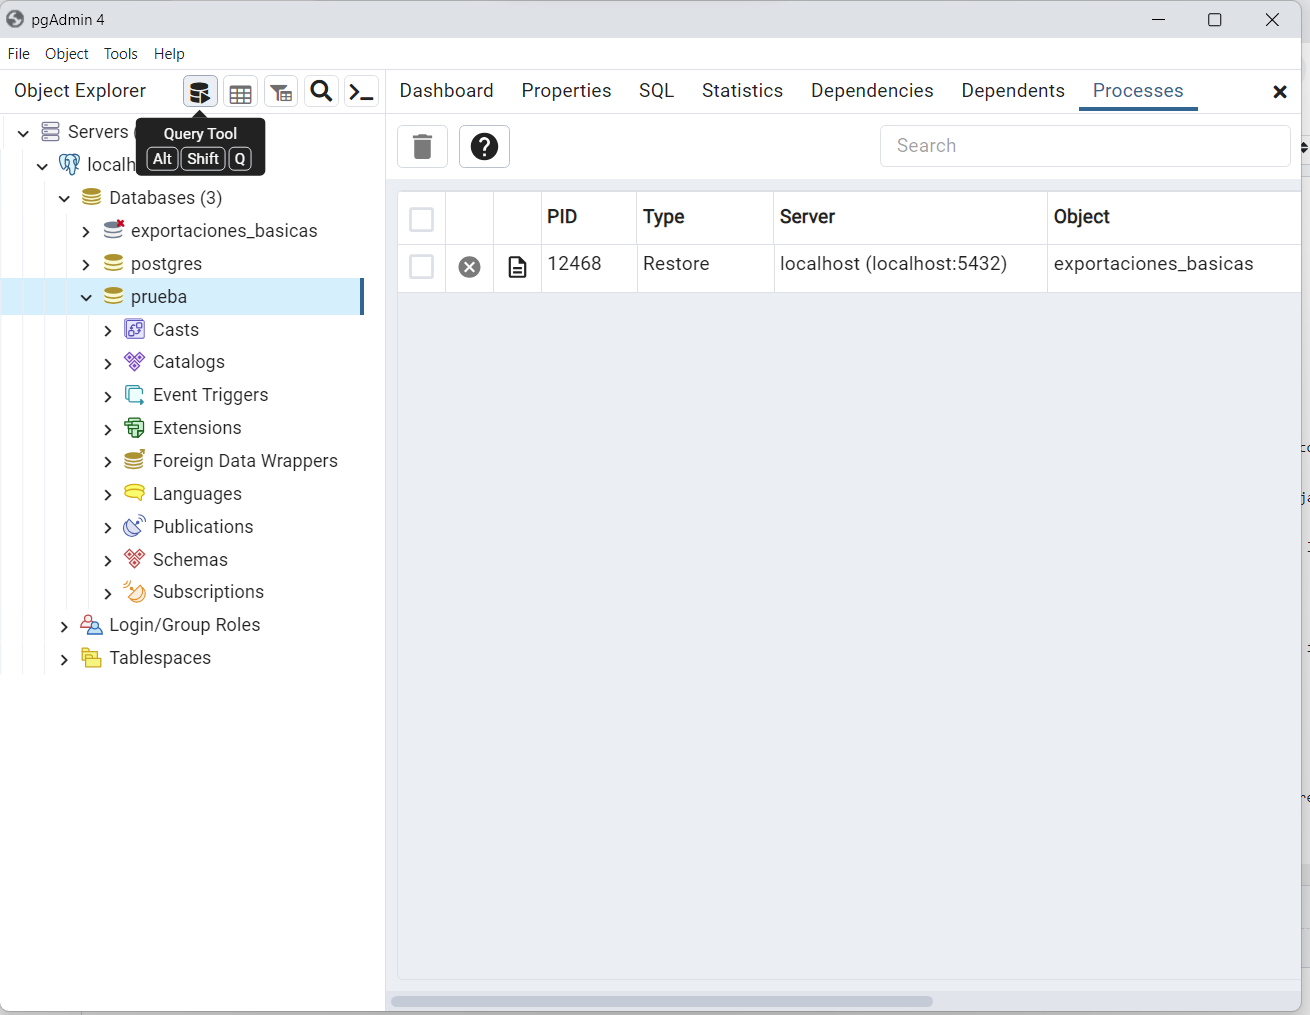 pgAdmin 4
File Object Tools Help
Object Explorer
Dashboard Properties SQL Statistics Dependencies Dependents Processes
Query Tool
Alt Shift Q
Search
Servers
localh
Databases (3)
exportaciones_basicas
postgres
prueba
Casts
Catalogs
Event Triggers
Extensions
Foreign Data Wrappers
Languages
Publications
Schemas
Subscriptions
Login/Group Roles
Tablespaces
PID Type Server Object
12468 Restore localhost (localhost:5432) exportaciones_basicas